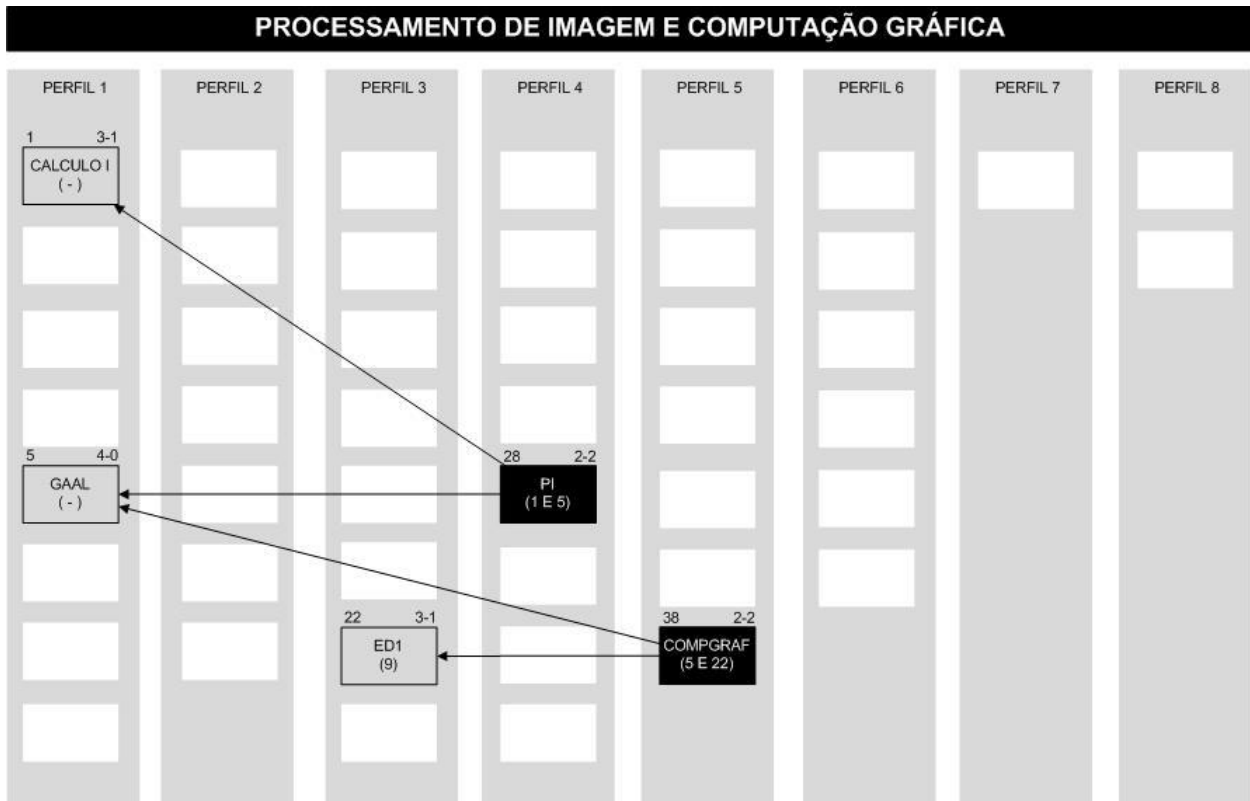 PROCESSAMENTO DE IMAGEM E COMPUTAÇÃO GRÁFICA
PERFIL 1
PERFIL 2
PERFIL 3
PERFIL 4
PERFIL 5
PERFIL 6
PERFIL 7
PERFIL 8
1 3-1
CALCULO I
( - )
5 4-0
GAAL
( - )
28 2-2
PI
(1 E 5)
22 3-1
ED1
(9)
38 2-2
COMPGRAF
(5 E 22)